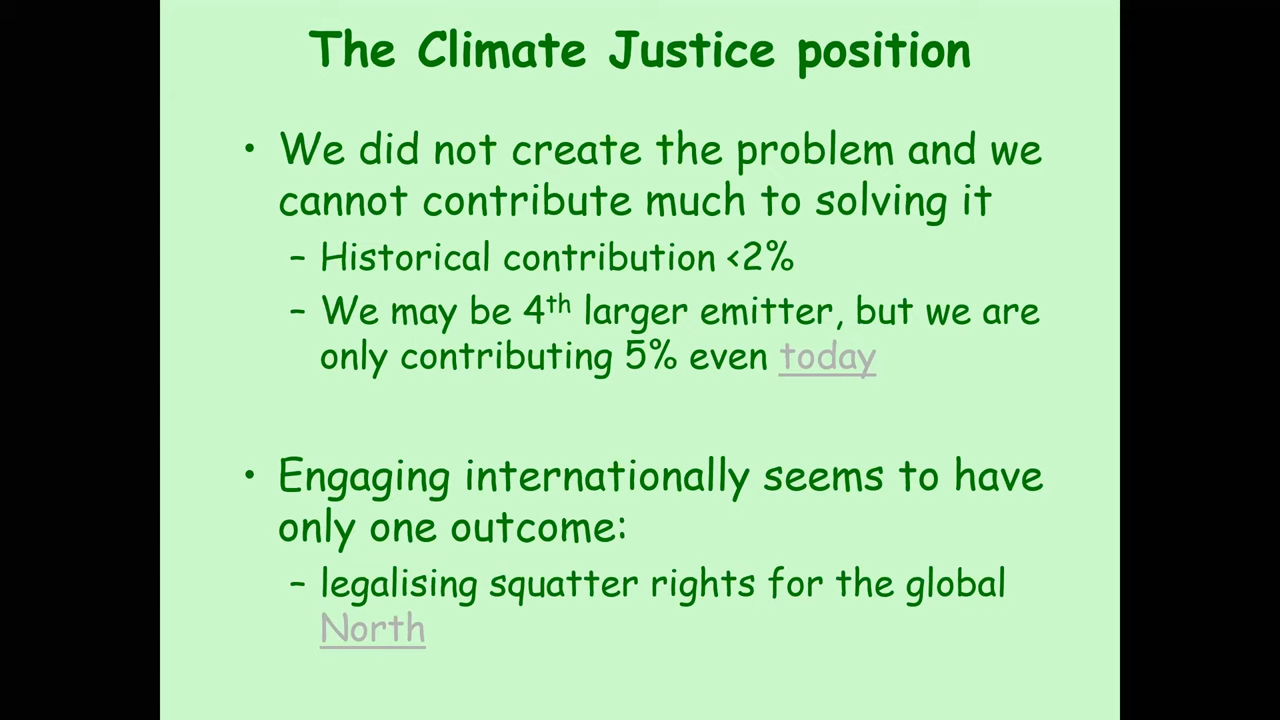 The Climate Justice position
• We did not create the problem and we
cannot contribute much to solving it
– Historical contribution <2%
– We may be 4th larger emitter, but we are
only contributing 5% even today
• Engaging internationally seems to have
only one outcome:
– legalising squatter rights for the global
North